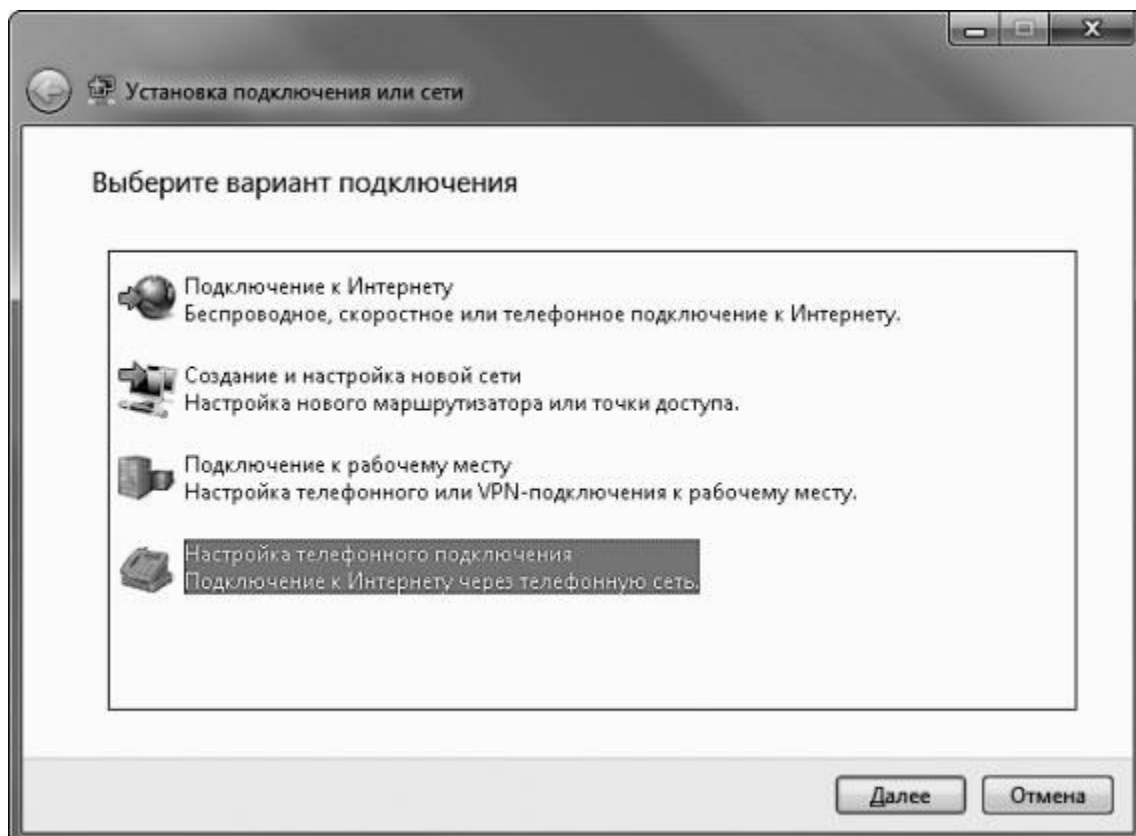 Установка подключения или сети
Выберите вариант подключения
Подключение к Интернету
Беспроводное, скоростное или телефонное подключение к Интернету.
Создание и настройка новой сети
Настройка нового маршрутизатора или точки доступа.
Подключение к рабочему месту
Настройка телефонного или VPN-подключения к рабочему месту.
Настройка телефонного подключения
Подключение к Интернету через телефонную сеть.
Далее
Отмена